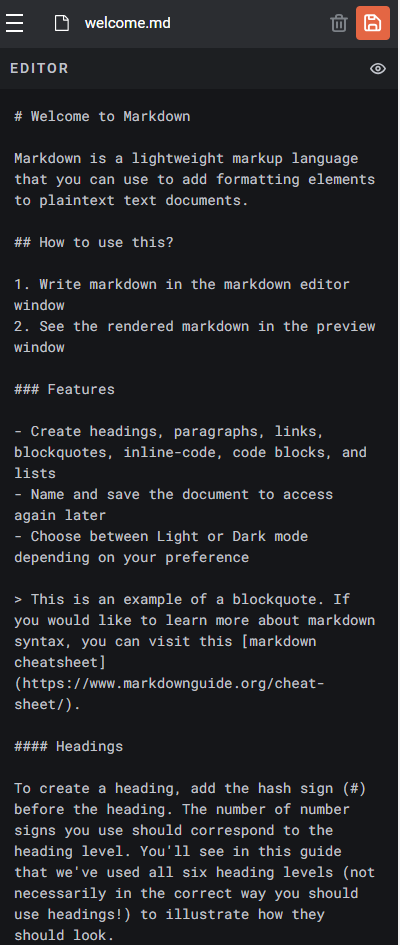 welcome.md
EDITOR
# Welcome to Markdown
Markdown is a lightweight markup language
that you can use to add formatting elements
to plaintext text documents.
## How to use this?
1. Write markdown in the markdown editor
window
2. See the rendered markdown in the preview
window
### Features
- Create headings, paragraphs, links,
blockquotes, inline-code, code blocks, and
lists
- Name and save the document to access
again later
- Choose between Light or Dark mode
depending on your preference
> This is an example of a blockquote. If
you would like to learn more about markdown
syntax, you can visit this [markdown
cheatsheet]
(https://www.markdownguide.org/cheat-
sheet/).
#### Headings
To create a heading, add the hash sign (#)
before the heading. The number of number
signs you use should correspond to the
heading level. You'll see in this guide
that we've used all six heading levels (not
necessarily in the correct way you should
use headings!) to illustrate how they
should look.